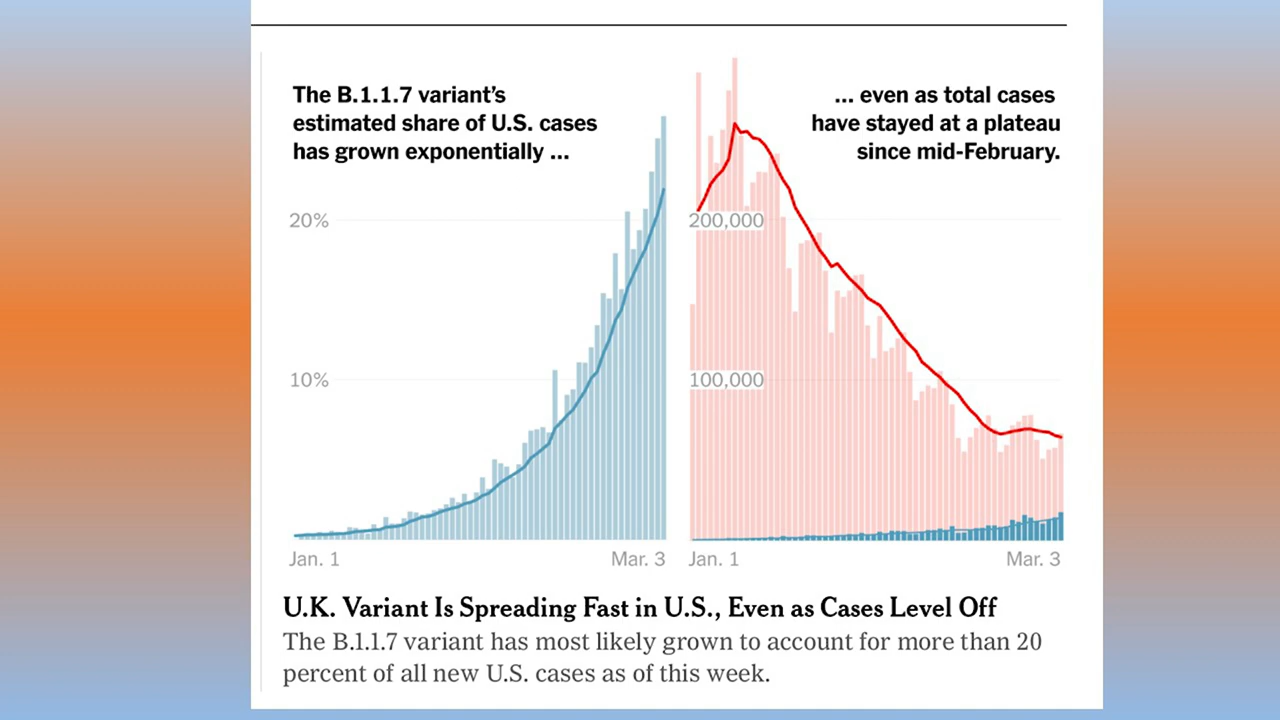 The B.1.1.7 variant’s
estimated share of U.S. cases
has grown exponentially ...
20%
10%
Jan. 1
Mar. 3
... even as total cases
have stayed at a plateau
since mid-February.
200,000
100,000
Jan. 1
Mar. 3
U.K. Variant Is Spreading Fast in U.S., Even as Cases Level Off
The B.1.1.7 variant has most likely grown to account for more than 20
percent of all new U.S. cases as of this week.